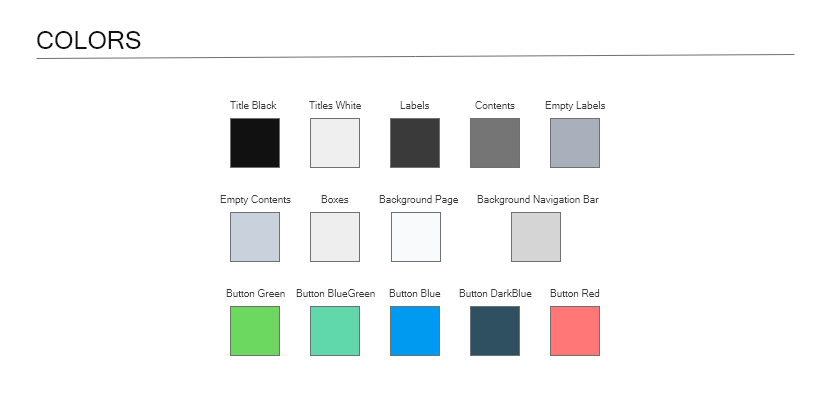 COLORS
Title Black Titles White Labels Contents Empty Labels
Empty Contents Boxes Background Page Background Navigation Bar
Button Green Button BlueGreen Button Blue Button DarkBlue Button Red